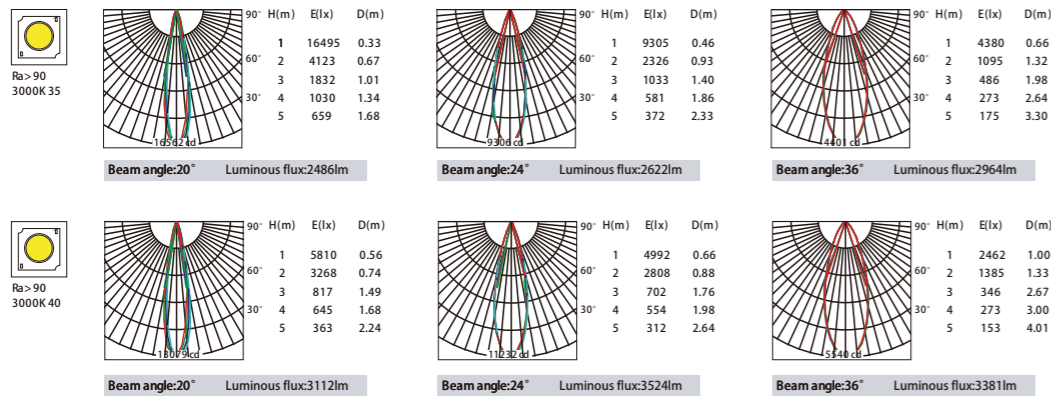 90° H(m) E(lx) D(m)
1 16495 0.33
60° 2 4123 0.67
3 1832 1.01
30° 4 1030 1.34
5 659 1.68
165621cd
Beam angle:20° Luminous flux:2486lm
90° H(m) E(lx) D(m)
1 9305 0.46
60° 2 2326 0.93
3 1033 1.40
30° 4 581 1.86
5 372 2.33
9306 cd
Beam angle:24° Luminous flux:2622lm
90° H(m) E(lx) D(m)
1 4380 0.66
60° 2 1095 1.32
3 486 1.98
30° 4 273 2.64
5 175 3.30
4401 cd
Beam angle:36° Luminous flux:2964lm
Ra>90
3000K 35
90° H(m) E(lx) D(m)
1 5810 0.56
60° 2 3268 0.74
3 817 1.49
30° 4 645 1.68
5 363 2.24
13079 cd
Beam angle:20° Luminous flux:3112lm
90° H(m) E(lx) D(m)
1 4992 0.66
60° 2 2808 0.88
3 702 1.76
30° 4 554 1.98
5 312 2.64
11232 cd
Beam angle:24° Luminous flux:3524lm
90° H(m) E(lx) D(m)
1 2462 1.00
60° 2 1385 1.33
3 346 2.67
30° 4 273 3.00
5 153 4.01
5540 cd
Beam angle:36° Luminous flux:3381lm
Ra>90
3000K 40